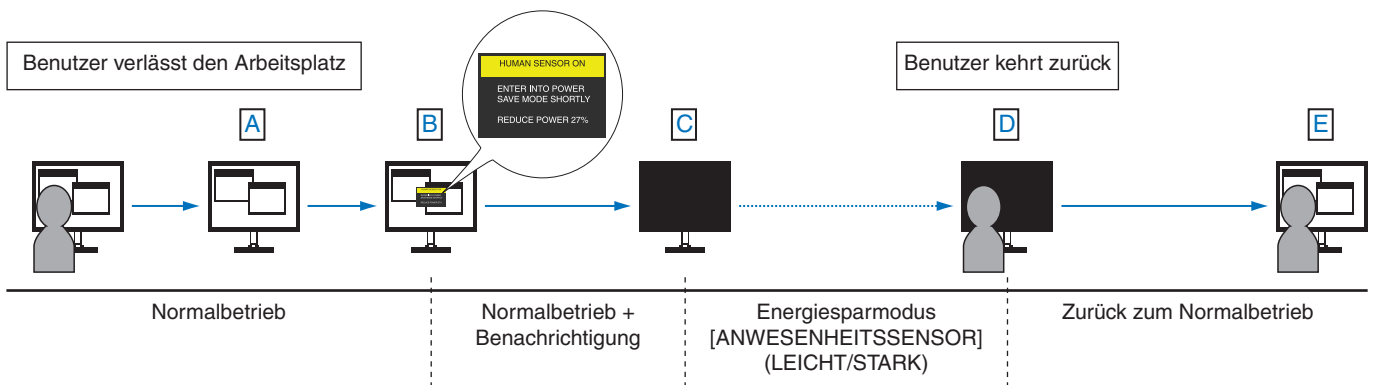 Benutzer verlässt den Arbeitsplatz
HUMAN SENSOR ON
ENTER INTO POWER
SAVE MODE SHORTLY
REDUCE POWER 27%
Benutzer kehrt zurück
A
B
C
D
E
Normalbetrieb
Normalbetrieb +
Benachrichtigung
Energiesparmodus
[ANWESENHEITSSENSOR]
(LEICHT/STARK)
Zurück zum Normalbetrieb